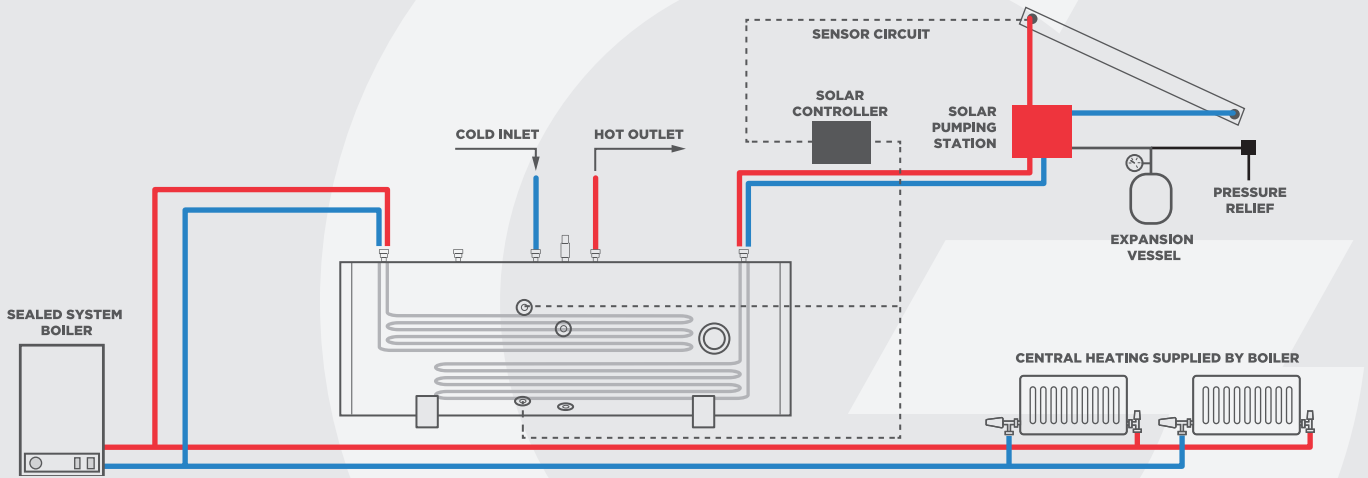 SENSOR CIRCUIT
SOLAR
CONTROLLER
SOLAR
PUMPING
STATION
COLD INLET
HOT OUTLET
PRESSURE
RELIEF
EXPANSION
VESSEL
SEALED SYSTEM
BOILER
CENTRAL HEATING SUPPLIED BY BOILER